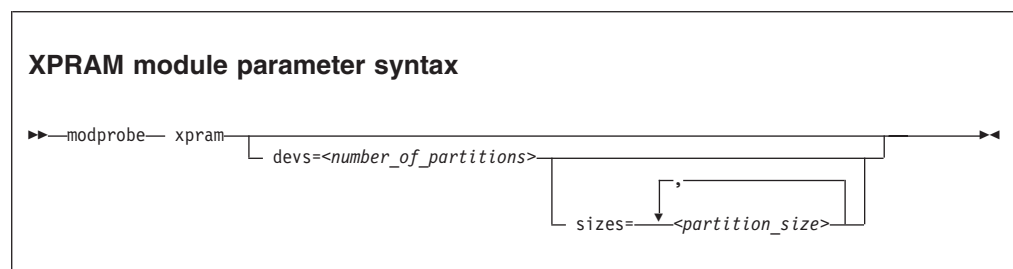 XPRAM module parameter syntax
modprobe xpram
devs=<number_of_partitions>
,
sizes= <partition_size>